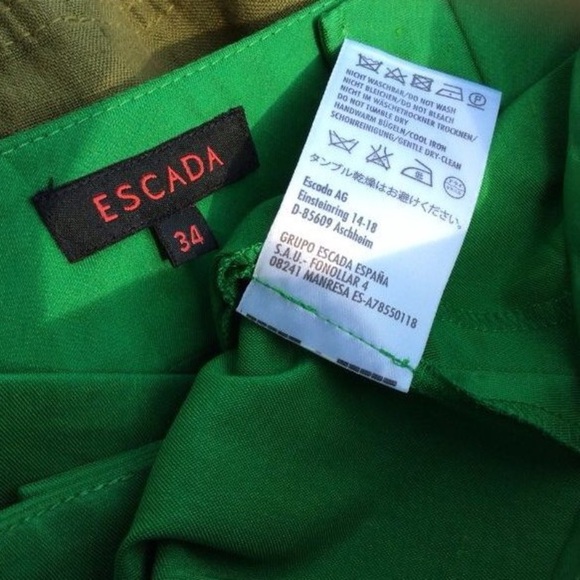 ESCADA
34
NICHT WASCHBAR/DO NOT WASH
NICHT BLEICHEN/DO NOT BLEACH
NICHT IM WÄSCHETROCKNER TROCKNEN/
DO NOT TUMBLE DRY
HANDWARM BÜGELN/COOL IRON
SCHONREINIGUNG/GENTLE DRY-CLEAN
タンブル乾燥はお避けください。
Escada AG
Einsteinring 14-18
D-85609 Aschheim
GRUPO ESCADA ESPAÑA
S.A.U.- FONOLLAR 4
08241 MANRESA ES-A78550118